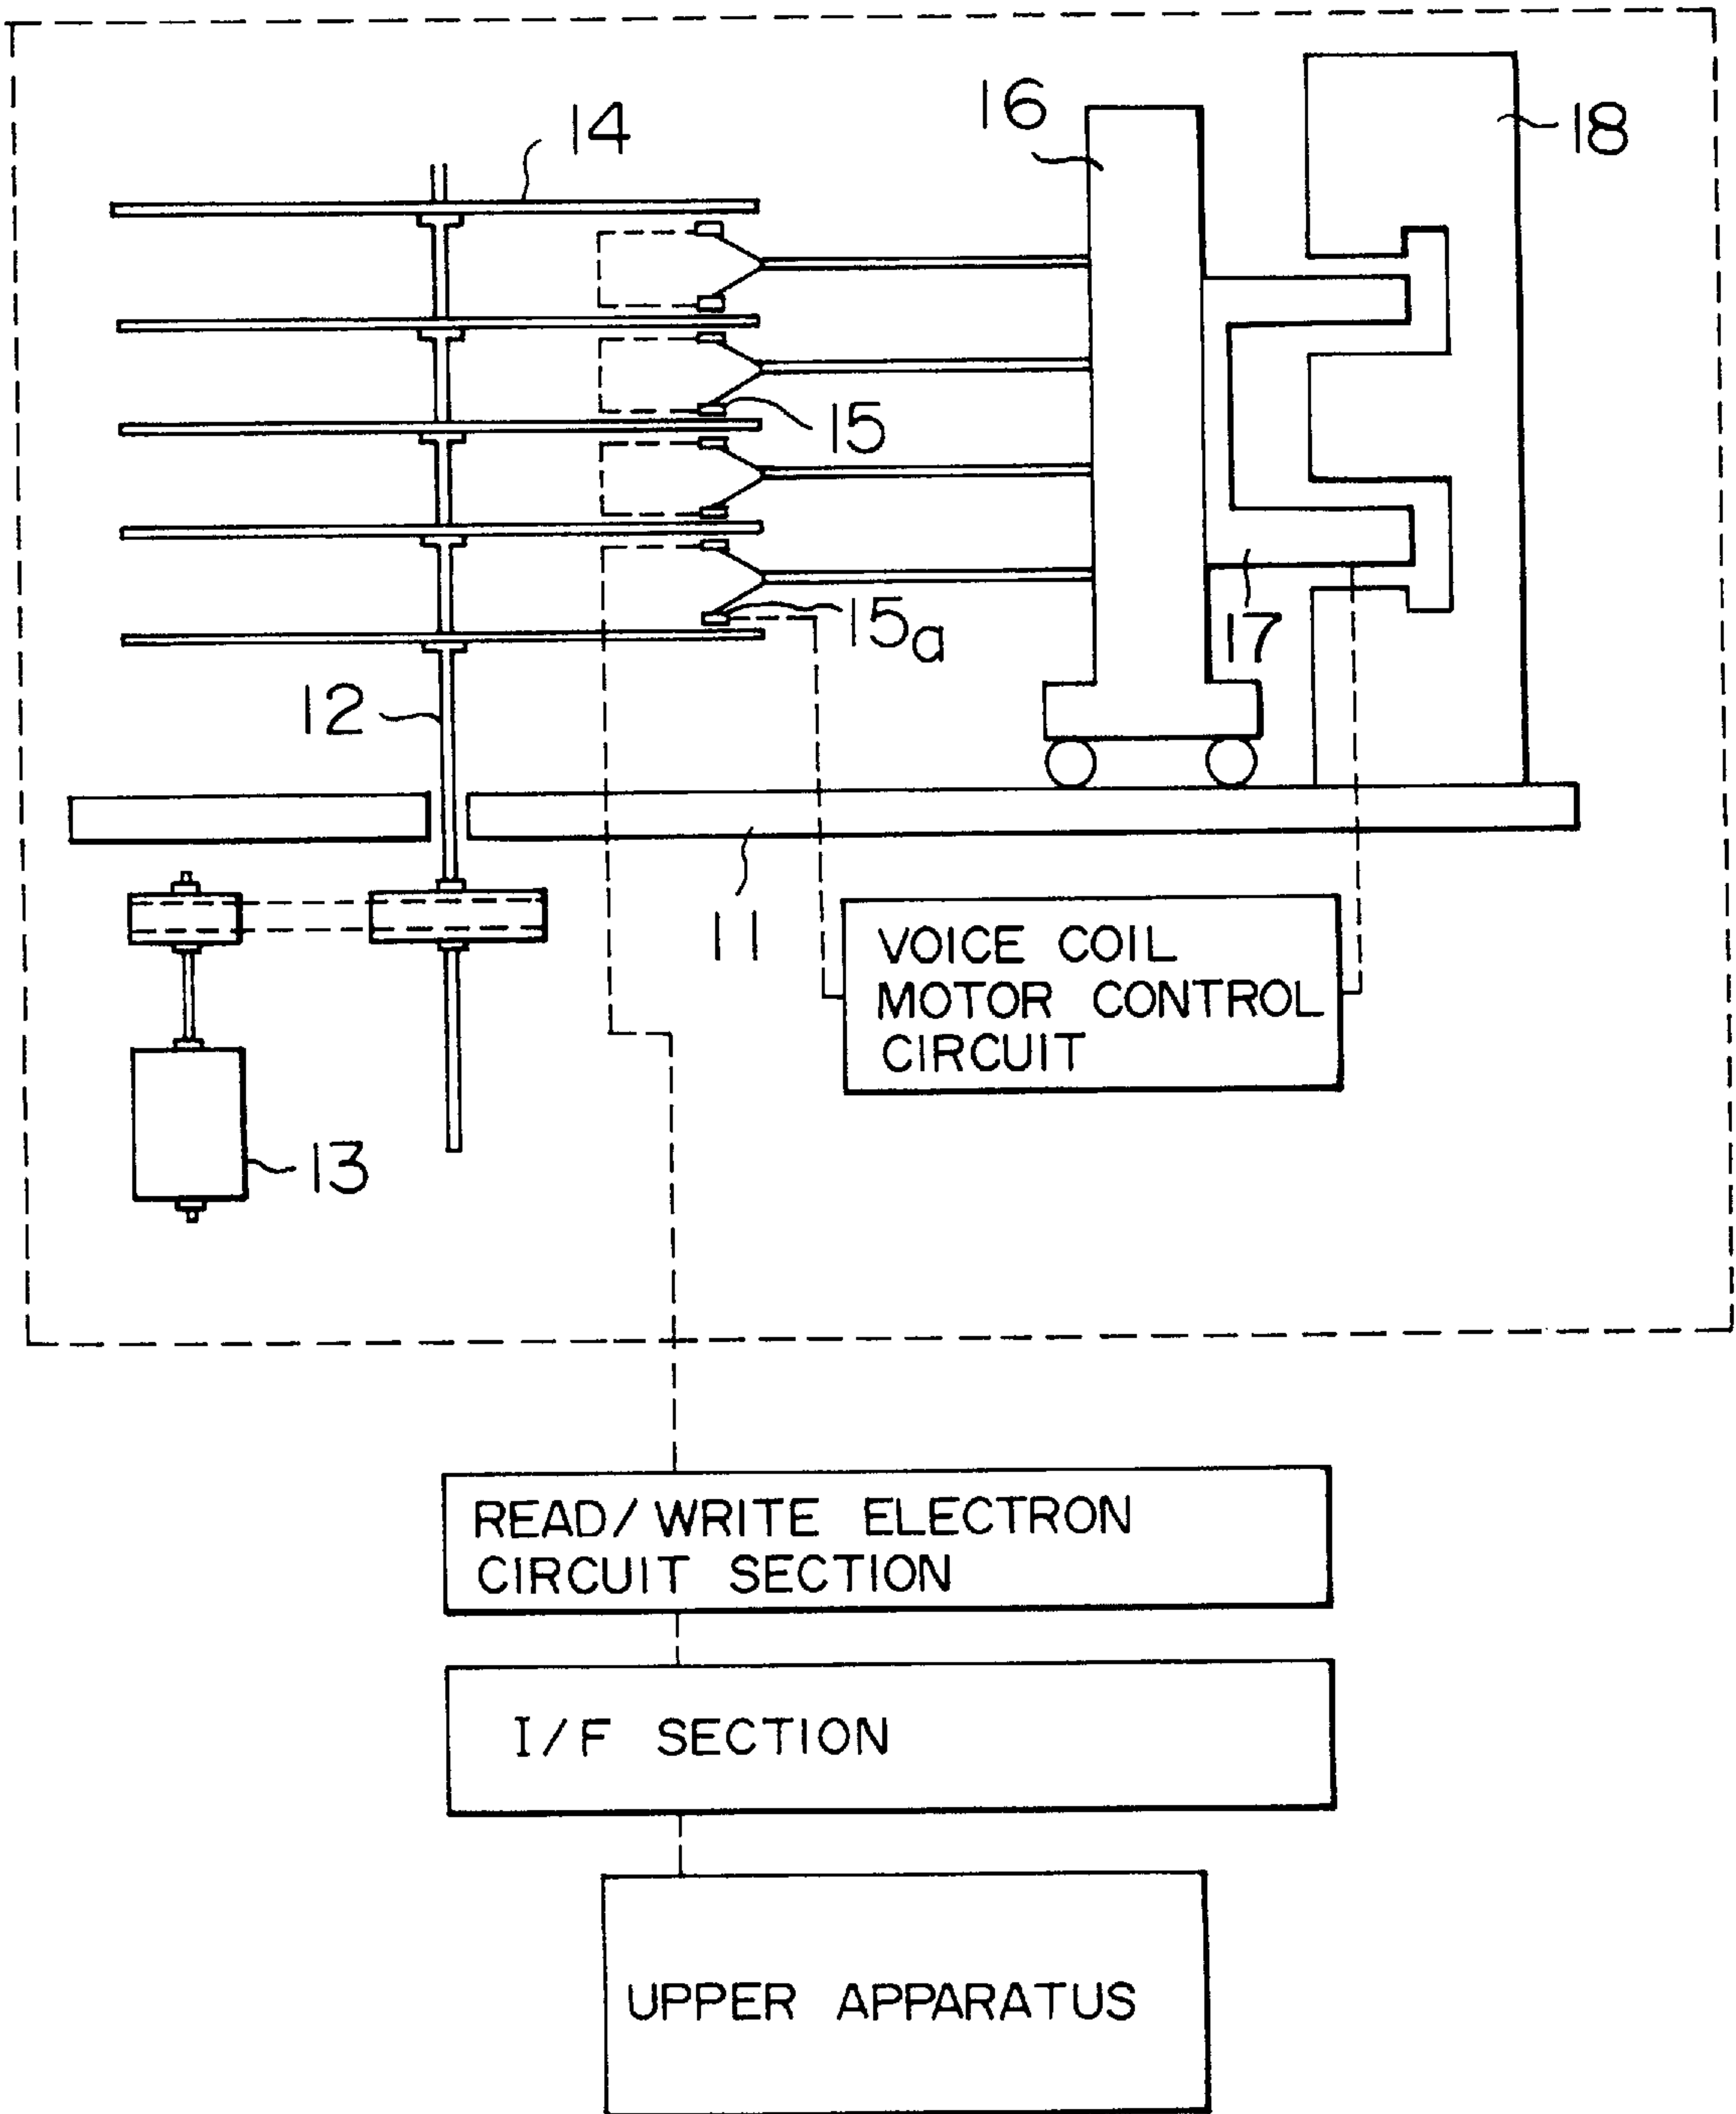 16
14
18
15
15a
17
12
11
VOICE COIL
MOTOR CONTROL
CIRCUIT
13
READ/WRITE ELECTRON
CIRCUIT SECTION
I/F SECTION
UPPER APPARATUS